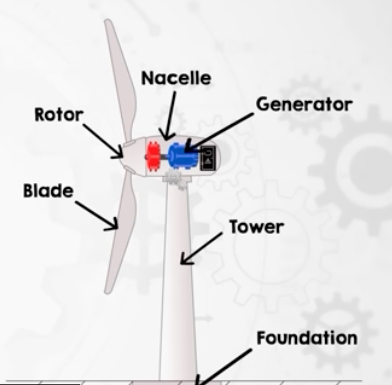 Nacelle
Generator
Rotor
Blade
Tower
Foundation